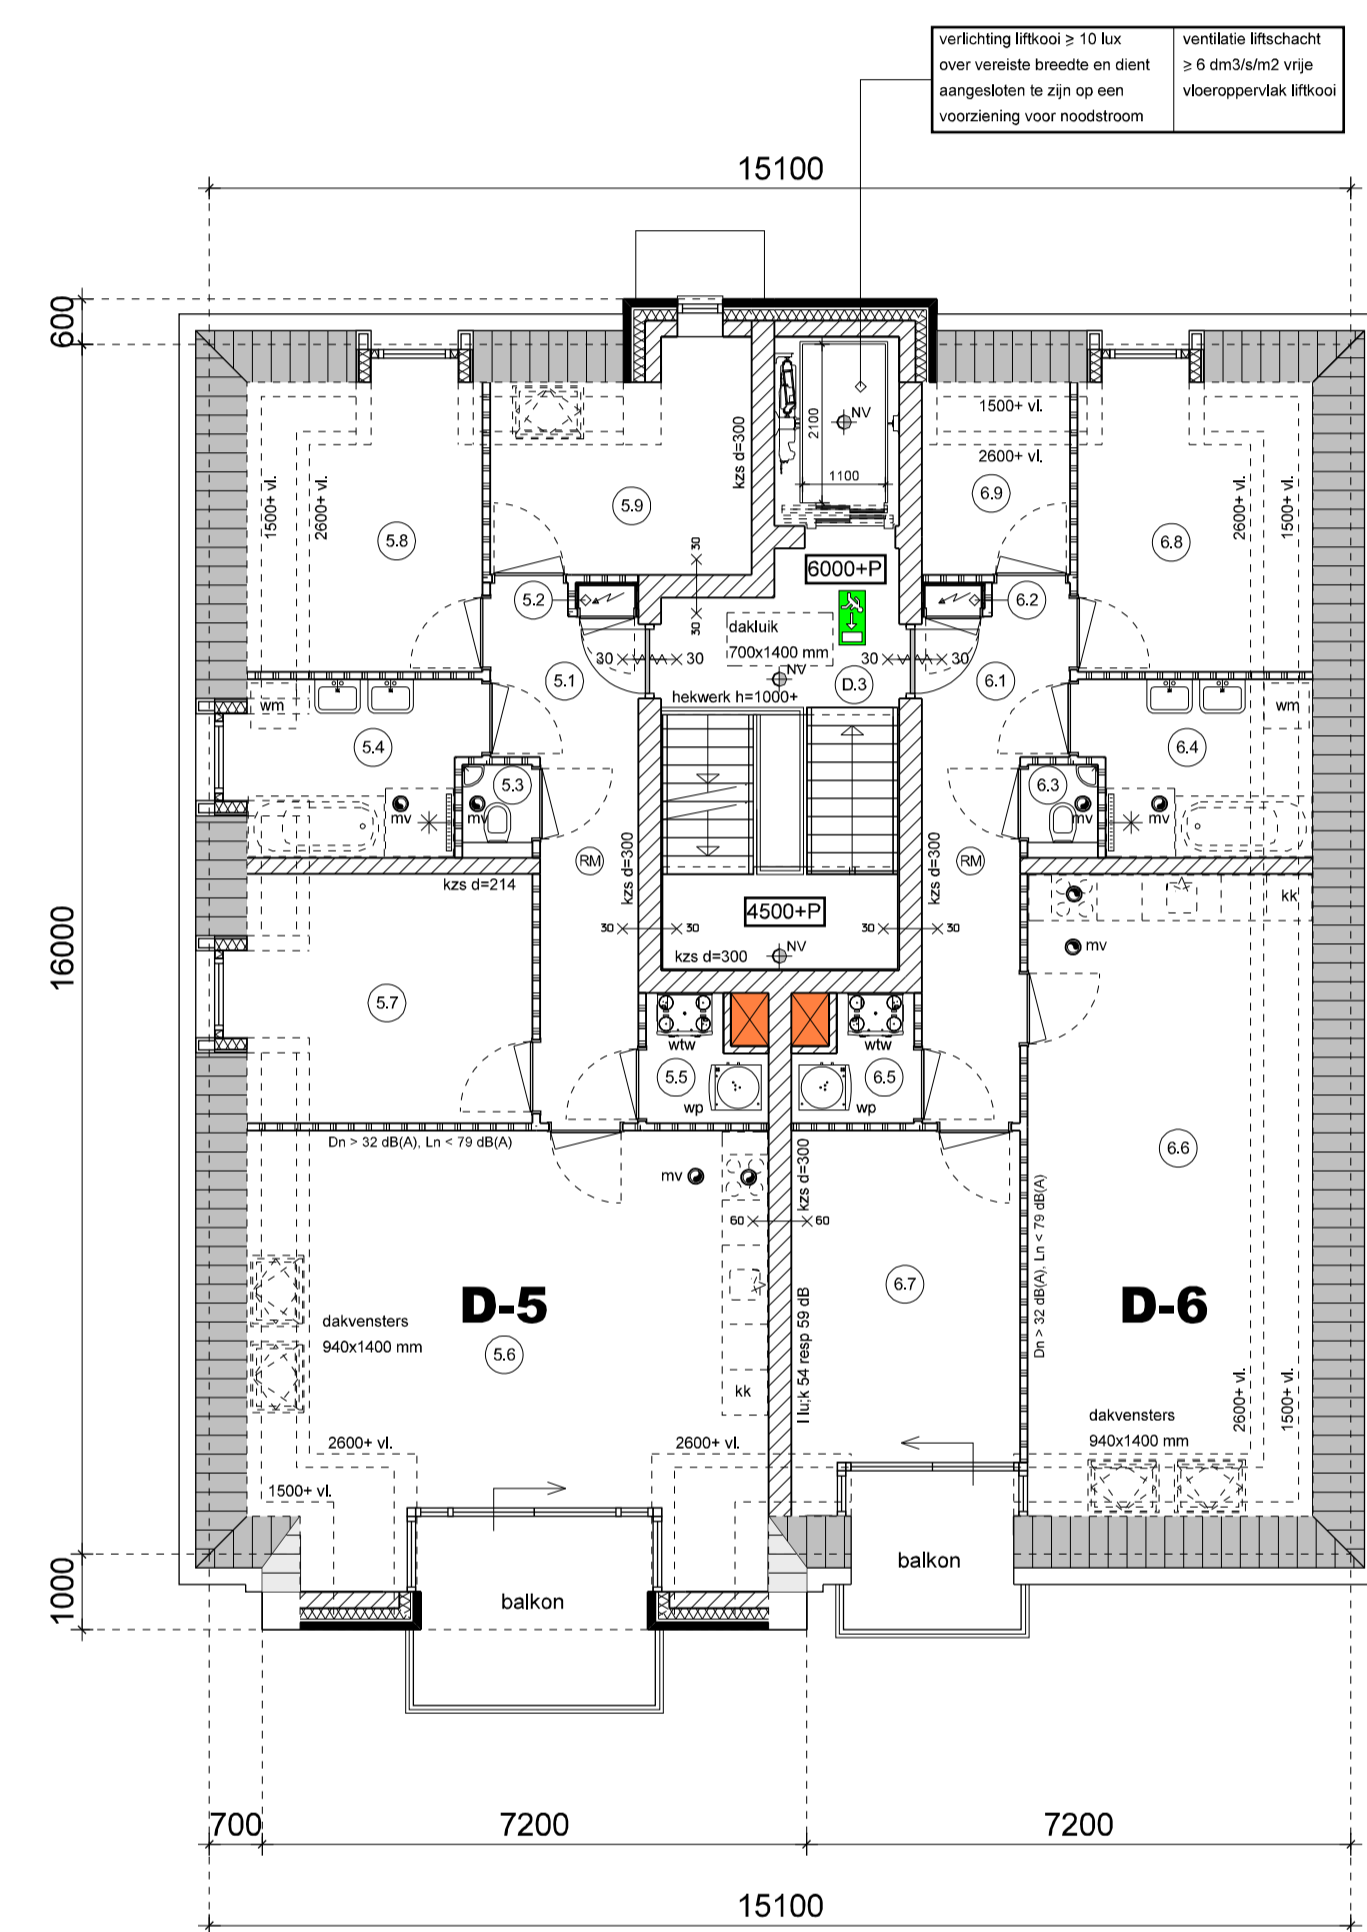 verlichting liftkooi ≥ 10 lux
over vereiste breedte en dient
aangesloten te zijn op een
voorziening voor noodstroom
ventilatie liftschacht
≥ 6 dm3/s/m2 vrije
vloeroppervlak liftkooi
15100
600
16000
1000
1500+ vl.
2600+ vl.
5.8
5.9
kzs d=300
2100
1100
NV
1500+ vl.
2600+ vl.
6.9
6.8
2600+ vl.
1500+ vl.
30
30
6000+P
5.2
6.2
dakluik
700x1400 mm
5.1
30
30
NV
D.3
30
30
6.1
hekwerk h=1000+
wm
5.4
5.3
mv
mv
6.3
6.4
wm
mv
mv
RM
kzs d=300
kzs d=300
RM
kzs d=214
4500+P
30
30
kzs d=300
NV
30
30
kk
mv
5.7
wtw
5.5
wp
wtw
6.5
wp
Dn > 32 dB(A), Ln < 79 dB(A)
mv
kzs d=300
60
60
I lu;k 54 resp 59 dB
6.6
6.7
Dn > 32 dB(A), Ln < 79 dB(A)
D-5
D-6
dakvensters
940x1400 mm
5.6
kk
2600+ vl.
2600+ vl.
1500+ vl.
dakvensters
940x1400 mm
2600+ vl.
1500+ vl.
balkon
balkon
700
7200
7200
15100